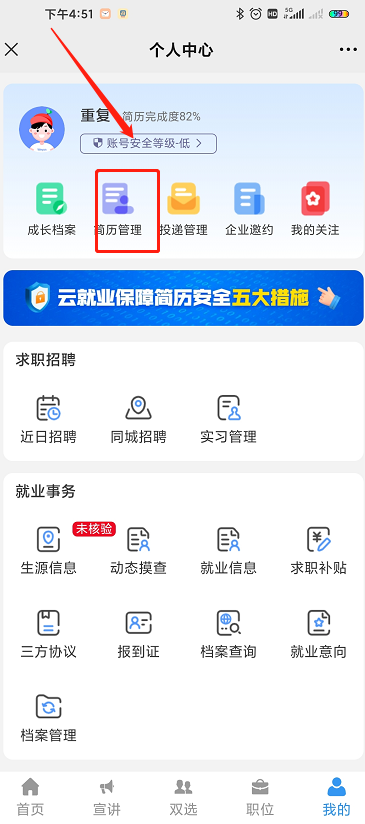 下午4:51
HD 5G 99
个人中心
重复 简历完成度82%
账号安全等级-低
成长档案 简历管理 投递管理 企业邀约 我的关注
云就业保障简历安全五大措施
求职招聘
近日招聘 同城招聘 实习管理
就业事务
未核验
生源信息 动态摸查 就业信息 求职补贴
三方协议 报到证 档案查询 就业意向
档案管理
首页 宣讲 双选 职位 我的